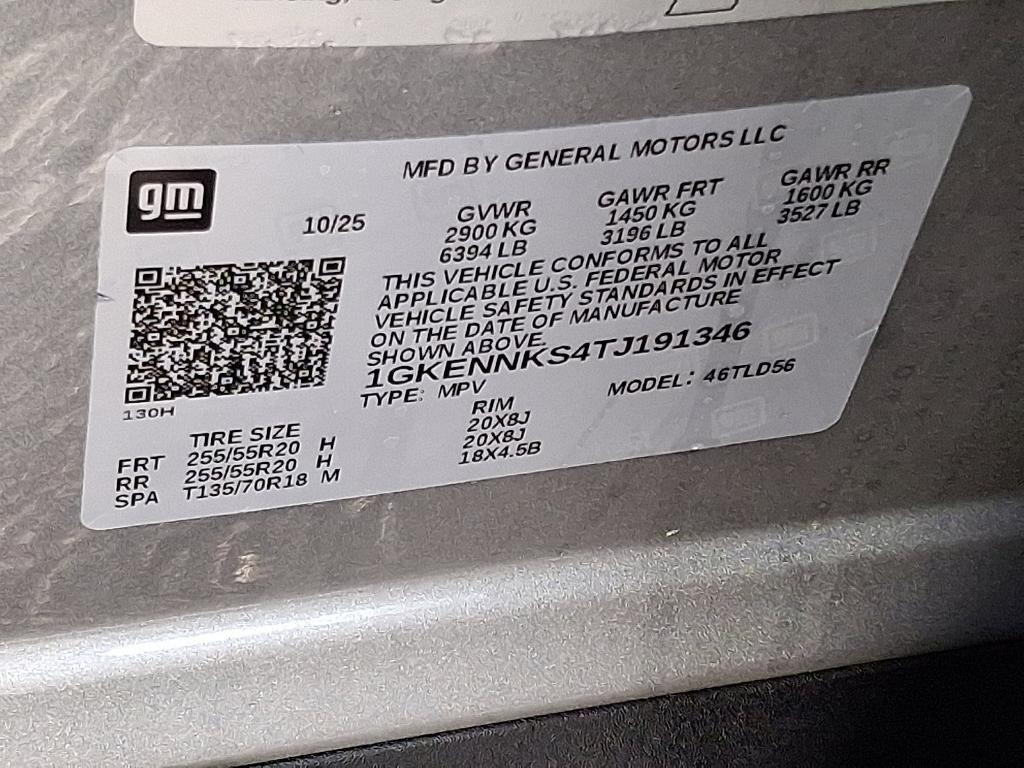 MFD BY GENERAL MOTORS LLC
gm
10/25
GVWR
2900 KG
6394 LB
GAWR FRT
1450 KG
3196 LB
GAWR RR
1600 KG
3527 LB
THIS VEHICLE CONFORMS TO ALL
APPLICABLE U.S. FEDERAL MOTOR
VEHICLE SAFETY STANDARDS IN EFFECT
ON THE DATE OF MANUFACTURE
SHOWN ABOVE.
1GKENNKS4TJ191346
TYPE: MPV
MODEL: 46TLD56
130H
TIRE SIZE RIM
FRT 255/55R20 H 20X8J
RR 255/55R20 H 20X8J
SPA T135/70R18 M 18X4.5B